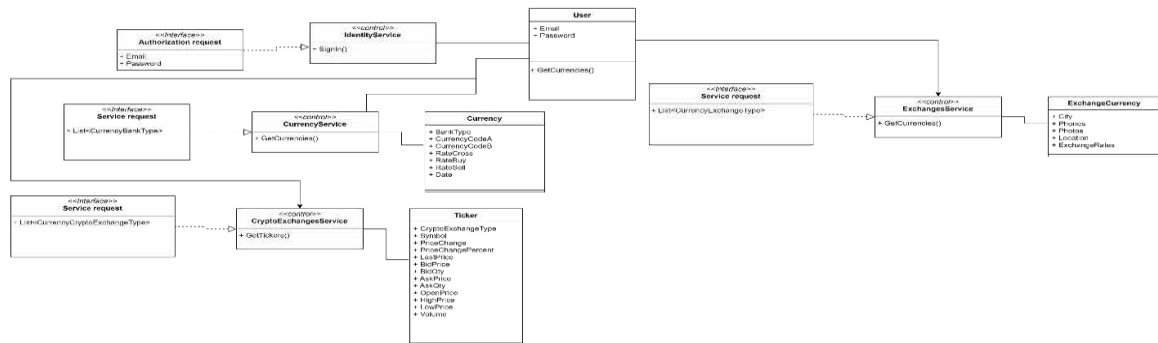 <<Interface>>
Authorization request
+ Email
+ Password
<<control>>
IdentityService
+ SignIn()
User
+ Email
+ Password
+ GetCurrencies()
<<Interface>>
Service request
+ List<CurrencyBankType>
<<control>>
CurrencyService
+ GetCurrencies()
Currency
+ BankType
+ CurrencyCodeA
+ CurrencyCodeB
+ RateCross
+ RateBuy
+ RateSell
+ Date
<<Interface>>
Service request
+ List<CurrencyExchangeType>
<<control>>
ExchangesService
+ GetCurrencies()
ExchangeCurrency
+ City
+ Phones
+ Photos
+ Location
+ ExchangeRates
<<Interface>>
Service request
+ List<CurrencyCryptoExchangeType>
<<control>>
CryptoExchangesService
+ GetTickers()
Ticker
+ CryptoExchangeType
+ Symbol
+ PriceChange
+ PriceChangePercent
+ LastPrice
+ BidPrice
+ BidQty
+ AskPrice
+ AskQty
+ OpenPrice
+ HighPrice
+ LowPrice
+ Volume